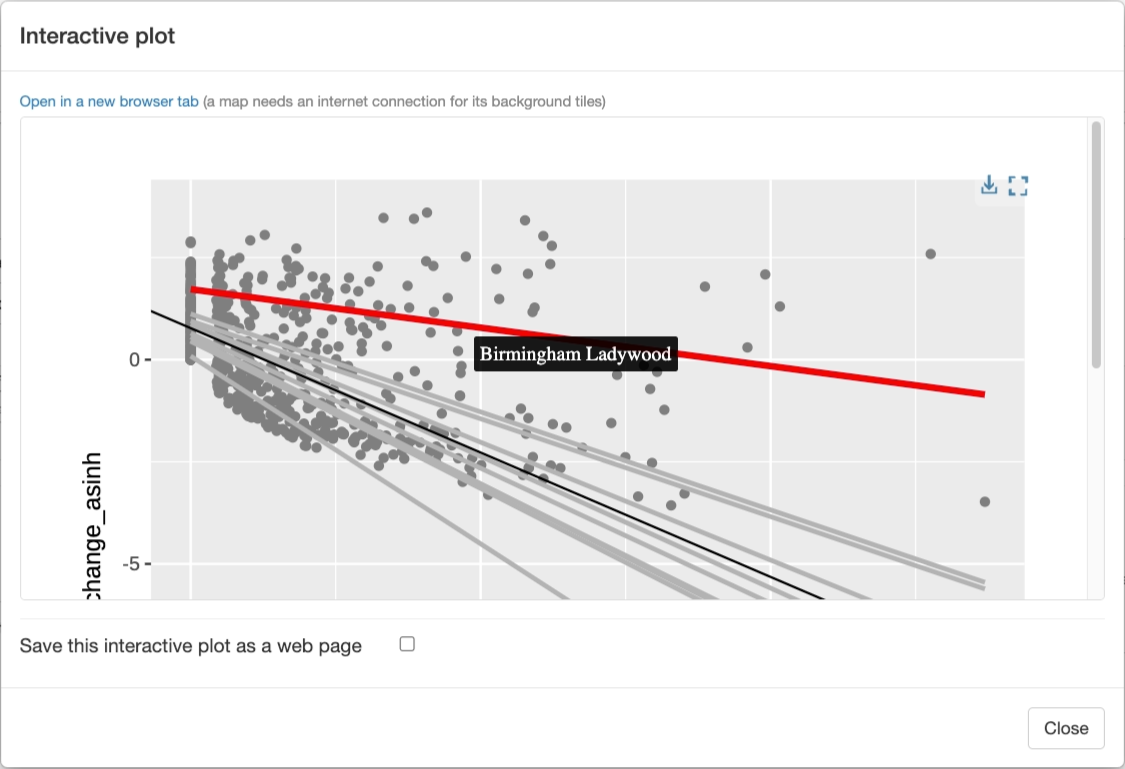 Interactive plot
Open in a new browser tab (a map needs an internet connection for its background tiles)
0
Birmingham Ladywood
change_asinh
-5
Save this interactive plot as a web page
Close